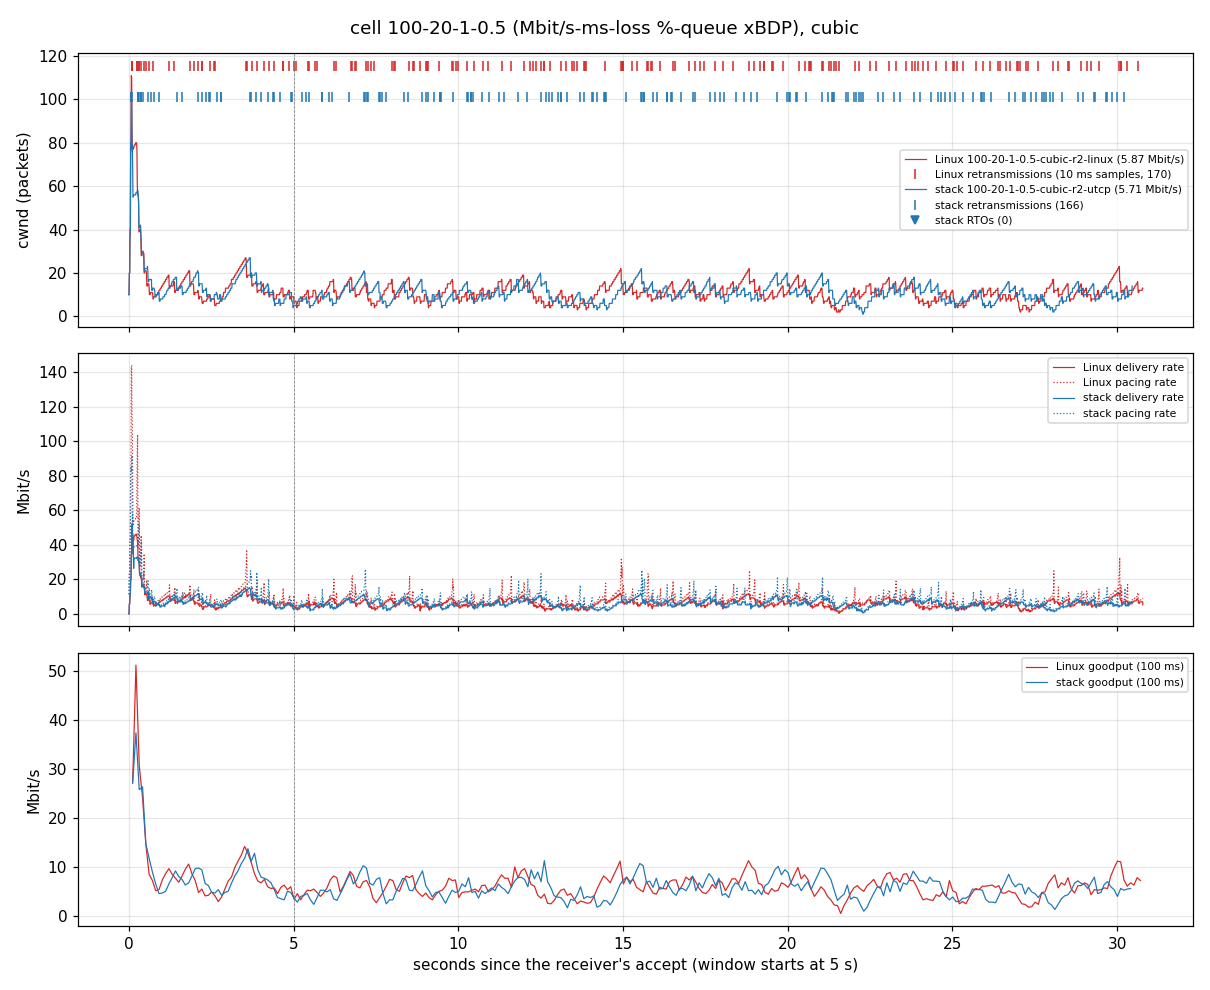 cell 100-20-1-0.5 (Mbit/s-ms-loss %-queue xBDP), cubic
120
100
80
60
40
20
0
cwnd (packets)
Linux 100-20-1-0.5-cubic-r2-linux (5.87 Mbit/s)
Linux retransmissions (10 ms samples, 170)
stack 100-20-1-0.5-cubic-r2-utcp (5.71 Mbit/s)
stack retransmissions (166)
stack RTOs (0)
140
120
100
80
60
40
20
0
Mbit/s
Linux delivery rate
Linux pacing rate
stack delivery rate
stack pacing rate
50
40
30
20
10
0
Mbit/s
Linux goodput (100 ms)
stack goodput (100 ms)
0 5 10 15 20 25 30
seconds since the receiver's accept (window starts at 5 s)